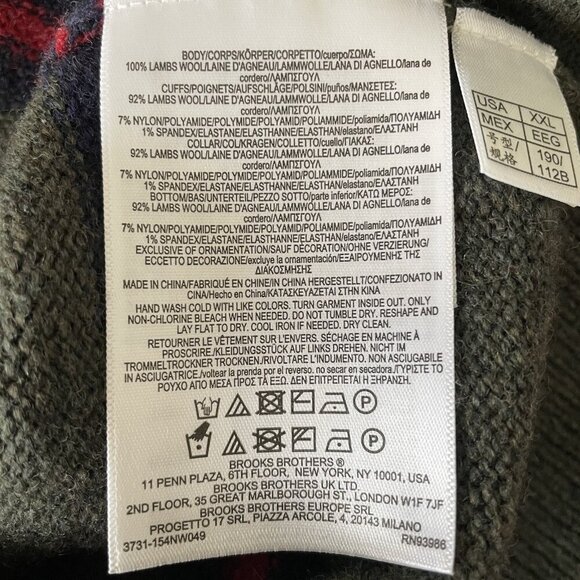 BODY/CORPS/KÖRPER/CORPETTO/cuerpo/ΣΩΜΑ:
100% LAMBS WOOL/LAINE D'AGNEAU/LAMMWOLLE/LANA DI AGNELLO/lana de
cordero/ΛΑΜΠΣΓΟΥΛ
CUFFS/POIGNETS/AUFSCHLÄGE/POLSINI/puños/ΜΑΝΣΕΤΕΣ:
92% LAMBS WOOL/LAINE D'AGNEAU/LAMMWOLLE/LANA DI AGNELLO/lana de
cordero/ΛΑΜΠΣΓΟΥΛ
7% NYLON/POLYAMIDE/POLYAMID/POLIAMMIDE/poliamida/ΠΟΛΥΑΜΙΔΗ
1% SPANDEX/ELASTANE/ELASTHANNE/ELASTHAN/elastano/ΕΛΑΣΤΑΝΗ
COLLAR/COL/KRAGEN/COLLETTO/cuello/ΓΙΑΚΑΣ:
92% LAMBS WOOL/LAINE D'AGNEAU/LAMMWOLLE/LANA DI AGNELLO/lana de
cordero/ΛΑΜΠΣΓΟΥΛ
7% NYLON/POLYAMIDE/POLYAMID/POLIAMMIDE/poliamida/ΠΟΛΥΑΜΙΔΗ
1% SPANDEX/ELASTANE/ELASTHANNE/ELASTHAN/elastano/ΕΛΑΣΤΑΝΗ
BOTTOM/BAS/UNTERTEIL/PEZZO SOTTO/parte inferior/ΚΑΤΩ ΜΕΡΟΣ:
92% LAMBS WOOL/LAINE D'AGNEAU/LAMMWOLLE/LANA DI AGNELLO/lana de
cordero/ΛΑΜΠΣΓΟΥΛ
7% NYLON/POLYAMIDE/POLYAMID/POLIAMMIDE/poliamida/ΠΟΛΥΑΜΙΔΗ
1% SPANDEX/ELASTANE/ELASTHANNE/ELASTHAN/elastano/ΕΛΑΣΤΑΝΗ
EXCLUSIVE OF ORNAMENTATION/SAUF DÉCORATION/OHNE VERZIERUNG/
ECCETTO DECORAZIONE/excluye la ornamentación/ΕΞΑΙΡΟΥΜΕΝΗΣ ΤΗΣ
ΔΙΑΚΟΣΜΗΣΗΣ
MADE IN CHINA/FABRIQUÉ EN CHINE/IN CHINA HERGESTELLT/CONFEZIONATO IN
CINA/Hecho en China/ΚΑΤΑΣΚΕΥΑΖΕΤΑΙ ΣΤΗΝ ΚΙΝΑ
HAND WASH COLD WITH LIKE COLORS. TURN GARMENT INSIDE OUT. ONLY
NON-CHLORINE BLEACH WHEN NEEDED. DO NOT TUMBLE DRY. RESHAPE AND
LAY FLAT TO DRY. COOL IRON IF NEEDED.
RETOURNER LE VÊTEMENT SUR L'ENVERS. SÉCHAGE EN MACHINE À
PROSCRIRE./KLEIDUNGSSTÜCK AUF LINKS DREHEN. NICHT IM
TROMMELTROCKNER TROCKNEN./RIVOLTARE L'INDUMENTO. NON ASCIUGABILE
IN ASCIUGATRICE./voltear la prenda por el reverso. no secar en secadora./ΓΥΡΙΣΤΕ ΤΟ
ΡΟΥΧΟ ΑΠΟ ΜΕΣΑ ΠΡΟΣ ΤΑ ΕΞΩ. ΔΕΝ ΕΠΙΤΡΕΠΕΤΑΙ Η ΞΗΡΑΝΣΗ.
P
P
BROOKS BROTHERS ®
11 PENN PLAZA, 6TH FLOOR, NEW YORK, NY 10001, USA
BROOKS BROTHERS UK LTD.
2ND FLOOR, 35 GREAT MARLBOROUGH ST., LONDON W1F 7JF
BROOKS BROTHERS EUROPE SRL
PROGETTO 17 SRL, PIAZZA ARCOLE, 4, 20143 MILANO
3731-154NW049 RN93986
USA XXL
MEX EEG
号型/规格 190/112B